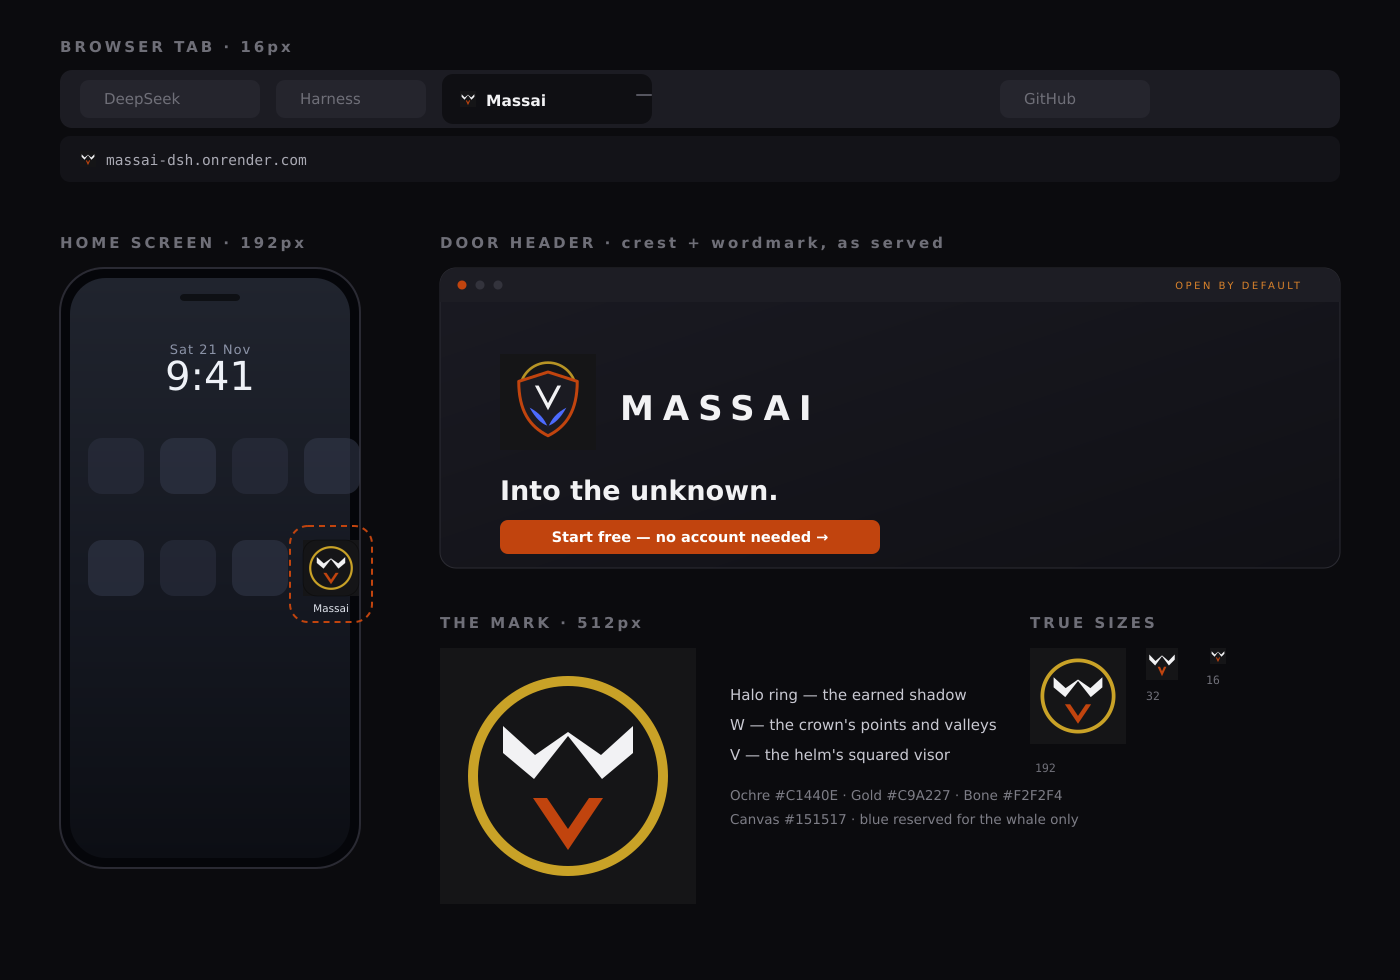 BROWSER TAB · 16px
DeepSeek
Harness
Massai
GitHub
massai-dsh.onrender.com
HOME SCREEN · 192px
Sat 21 Nov
9:41
Massai
DOOR HEADER · crest + wordmark, as served
OPEN BY DEFAULT
MASSAI
Into the unknown.
Start free — no account needed →
THE MARK · 512px
Halo ring — the earned shadow
W — the crown's points and valleys
V — the helm's squared visor
Ochre #C1440E · Gold #C9A227 · Bone #F2F2F4
Canvas #151517 · blue reserved for the whale only
TRUE SIZES
192
32
16